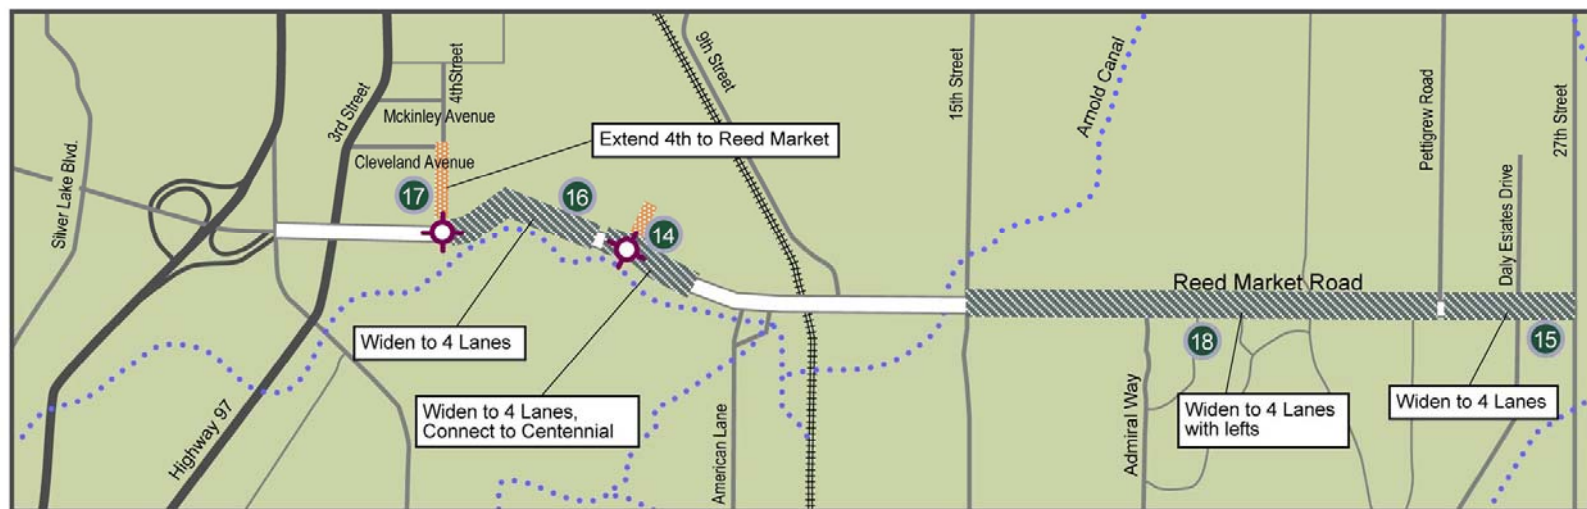 Silver Lake Blvd.
3rd Street
4thStreet
Mckinley Avenue
Cleveland Avenue
Extend 4th to Reed Market
9th Street
15th Street
Arnold Canal
Pettigrew Road
Daly Estates Drive
27th Street
17
16
14
Reed Market Road
18
15
Widen to 4 Lanes
Widen to 4 Lanes,
Connect to Centennial
Widen to 4 Lanes
with lefts
Widen to 4 Lanes
Highway 97
American Lane
Admiral Way